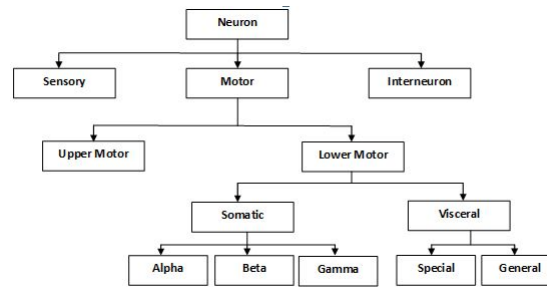 Neuron
Sensory
Motor
Interneuron
Upper Motor
Lower Motor
Somatic
Visceral
Alpha
Beta
Gamma
Special
General